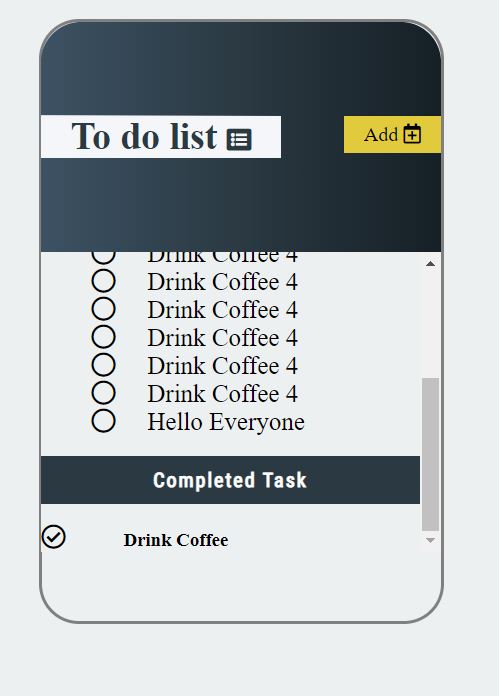 To do list
Add
Drink Coffee 4
Drink Coffee 4
Drink Coffee 4
Drink Coffee 4
Drink Coffee 4
Drink Coffee 4
Hello Everyone
Completed Task
Drink Coffee